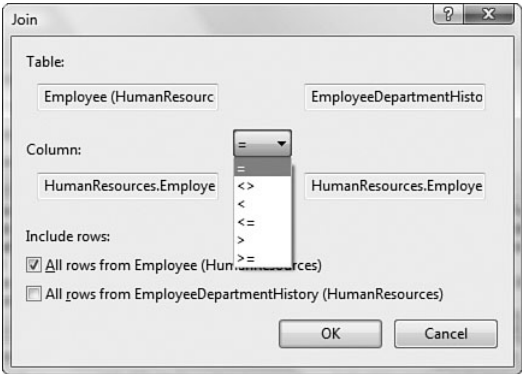 Join
Table:
Employee (HumanResourc
EmployeeDepartmentHisto
Column:
=
=
<>
<
<=
>
>=
HumanResources.Employe
HumanResources.Employe
Include rows:
All rows from Employee (HumanResources)
All rows from EmployeeDepartmentHistory (HumanResources)
OK
Cancel